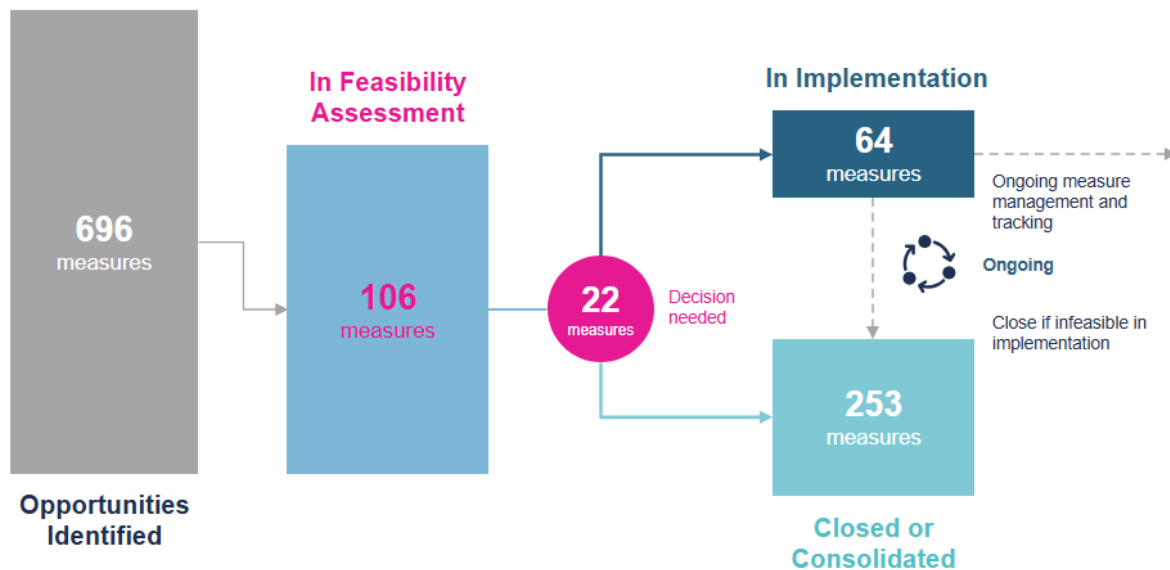 696
measures
Opportunities
Identified
In Feasibility
Assessment
106
measures
22
measures
Decision
needed
In Implementation
64
measures
Ongoing measure
management and
tracking
Ongoing
Close if infeasible in
implementation
253
measures
Closed or
Consolidated